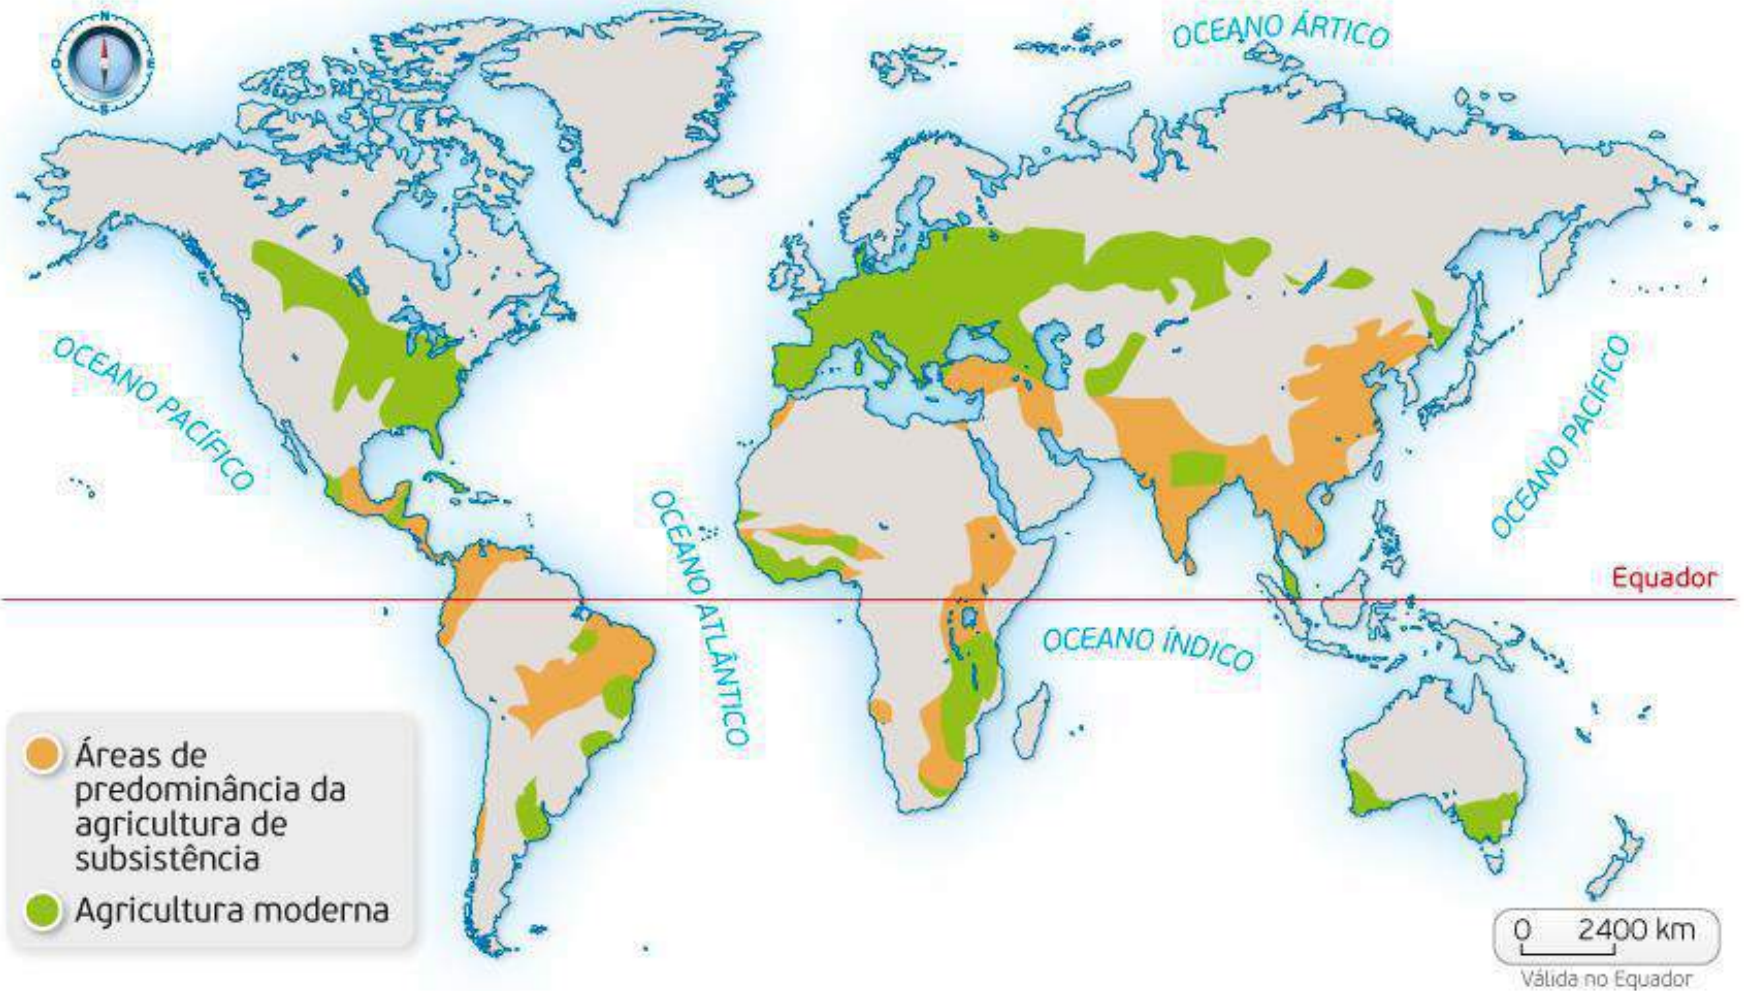 N
S
OCEANO ÁRTICO
OCEANO PACÍFICO
OCEANO PACÍFICO
OCEANO ATLÂNTICO
Equador
OCEANO ÍNDICO
Áreas de
predominância da
agricultura de
subsistência
Agricultura moderna
0 2400 km
Válida no Equador